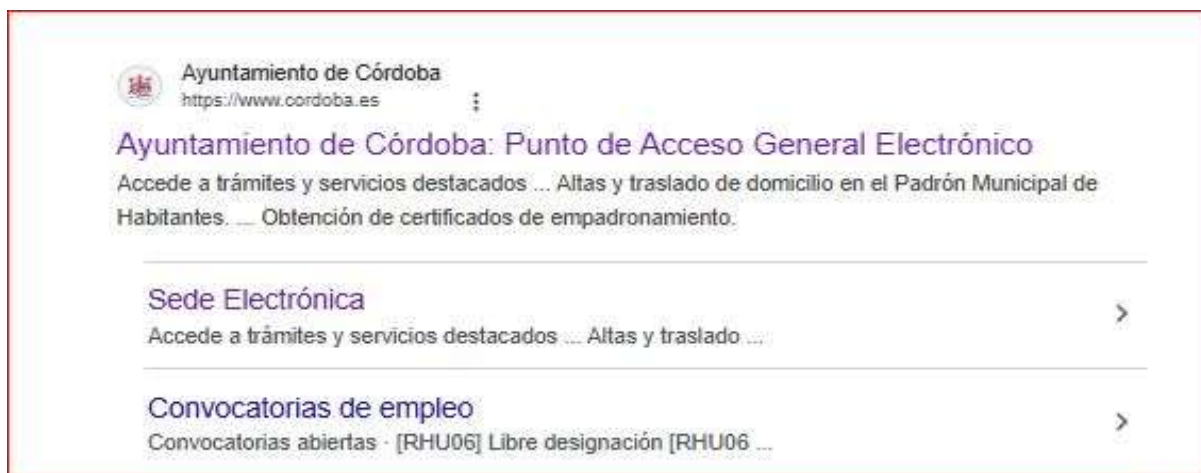 Ayuntamiento de Córdoba
https://www.cordoba.es
Ayuntamiento de Córdoba: Punto de Acceso General Electrónico
Accede a trámites y servicios destacados ... Altas y traslado de domicilio en el Padrón Municipal de
Habitantes. ... Obtención de certificados de empadronamiento.
Sede Electrónica
Accede a trámites y servicios destacados ... Altas y traslado ...
Convocatorias de empleo
Convocatorias abiertas · [RHU06] Libre designación [RHU06 ...